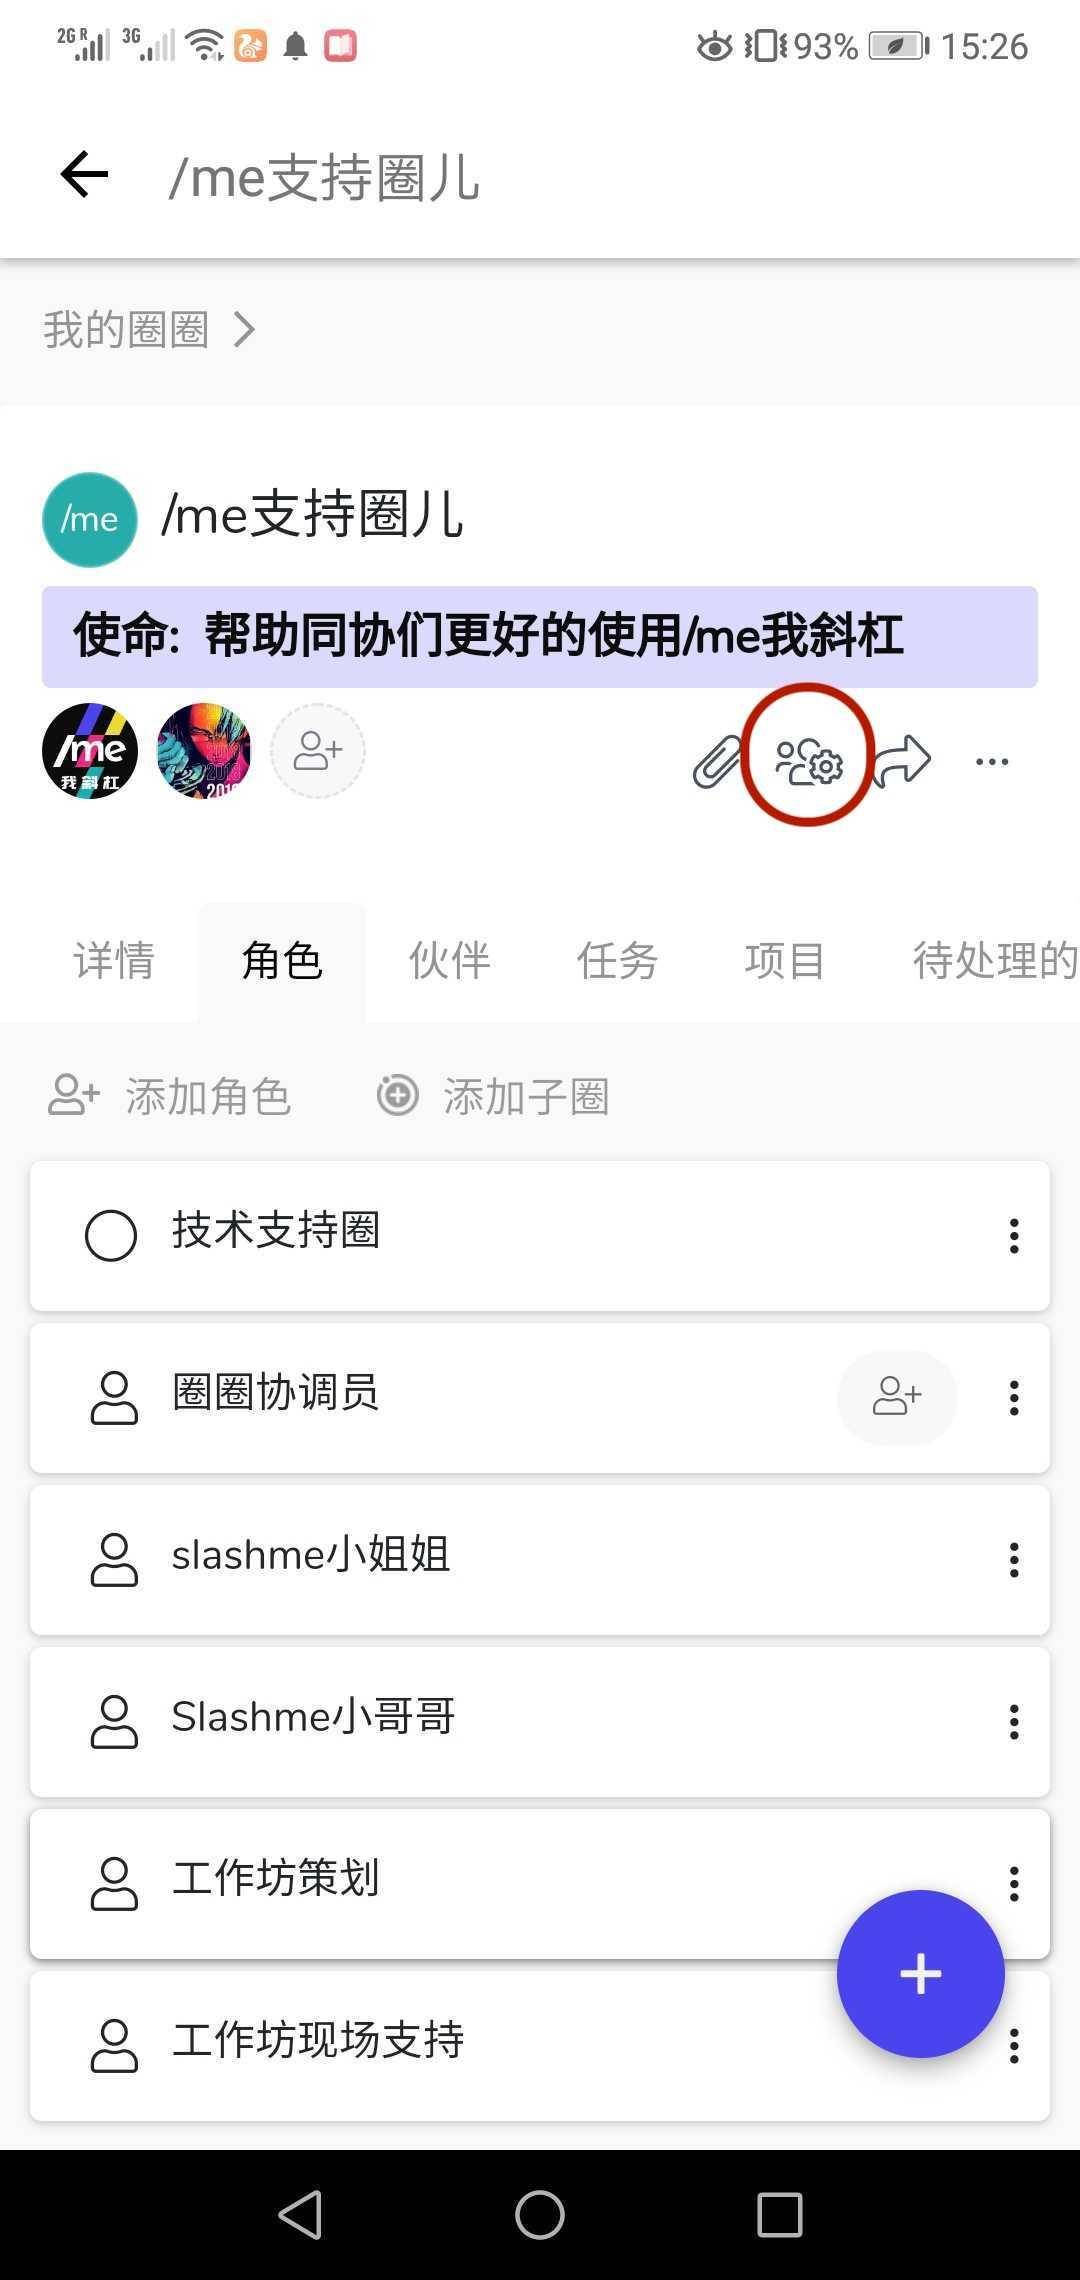 2G R 3G 93% 15:26
/me支持圈儿
我的圈圈
/me /me支持圈儿
使命: 帮助同协们更好的使用/me我斜杠
/me
我斜杠
2018
2018
详情 角色 伙伴 任务 项目 待处理的
添加角色 添加子圈
技术支持圈
圈圈协调员
slashme小姐姐
Slashme小哥哥
工作坊策划
工作坊现场支持